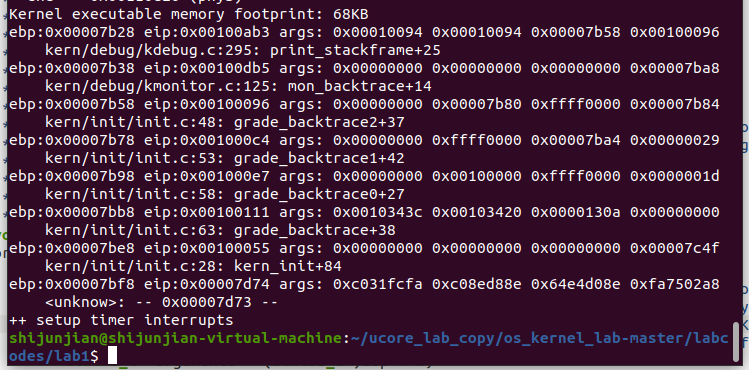 Kernel executable memory footprint: 68KB
ebp:0x00007b28 eip:0x00100ab3 args: 0x00010094 0x00010094 0x00007b58 0x00100096
kern/debug/kdebug.c:295: print_stackframe+25
ebp:0x00007b38 eip:0x00100db5 args: 0x00000000 0x00000000 0x00000000 0x00007ba8
kern/debug/kmonitor.c:125: mon_backtrace+14
ebp:0x00007b58 eip:0x00100096 args: 0x00000000 0x00007b80 0xffff0000 0x00007b84
kern/init/init.c:48: grade_backtrace2+37
ebp:0x00007b78 eip:0x001000c4 args: 0x00000000 0xffff0000 0x00007ba4 0x00000029
kern/init/init.c:53: grade_backtrace1+42
ebp:0x00007b98 eip:0x001000e7 args: 0x00000000 0x00100000 0xffff0000 0x0000001d
kern/init/init.c:58: grade_backtrace0+27
ebp:0x00007bb8 eip:0x00100111 args: 0x0010343c 0x00103420 0x0000130a 0x00000000
kern/init/init.c:63: grade_backtrace+38
ebp:0x00007be8 eip:0x00100055 args: 0x00000000 0x00000000 0x00000000 0x00007c4f
kern/init/init.c:28: kern_init+84
ebp:0x00007bf8 eip:0x00007d74 args: 0xc031fcfa 0xc08ed88e 0x64e4d08e 0xfa7502a8
<unknow>: -- 0x00007d73 --
++ setup timer interrupts
shijunjian@shijunjian-virtual-machine:~/ucore_lab_copy/os_kernel_lab-master/labc
odes/lab1$